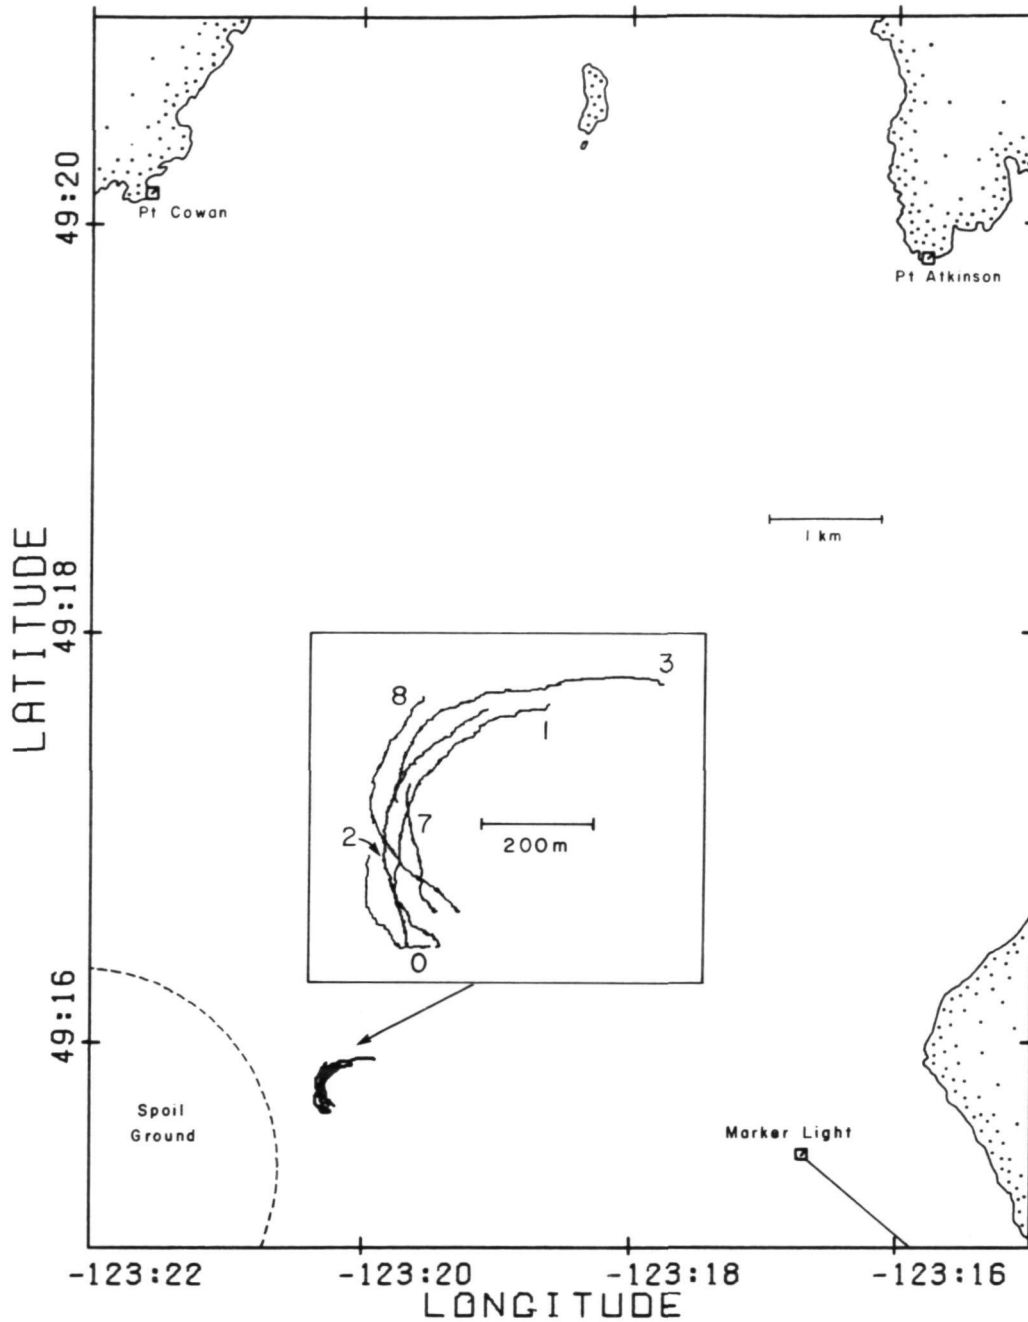 49:20
Pt Cowan
Pt Atkinson
1 km
LATITUDE
49:18
3
8
1
7
2
200m
0
49:16
Spoil
Ground
Marker Light
-123:22
-123:20
-123:18
-123:16
LONGITUDE